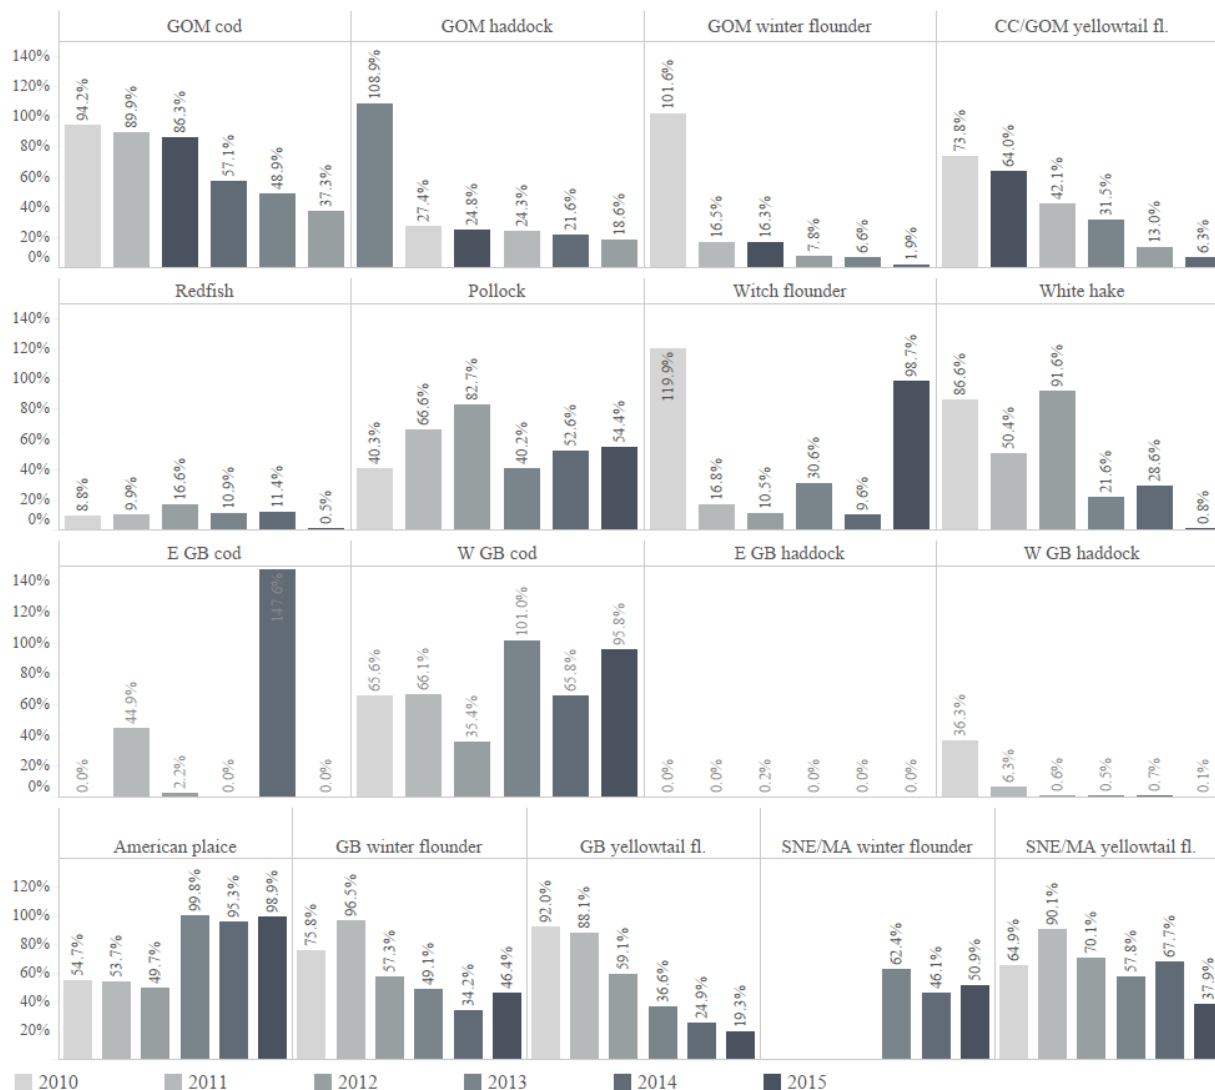 GOM cod GOM haddock GOM winter flounder CC/GOM yellowtail fl.
140%
120%
100%
80%
60%
40%
20%
0%
94.2% 89.9% 86.3% 57.1% 48.9% 37.3%
108.9% 27.4% 24.8% 24.3% 21.6% 18.6%
101.6% 16.5% 16.3% 7.8% 6.6% 1.9%
73.8% 64.0% 42.1% 31.5% 13.0% 6.3%
Redfish Pollock Witch flounder White hake
140%
120%
100%
80%
60%
40%
20%
0%
8.8% 9.9% 16.6% 10.9% 11.4% 0.5%
40.3% 66.6% 82.7% 40.2% 52.6% 54.4%
119.9% 16.8% 10.5% 30.6% 9.6% 98.7%
86.6% 50.4% 91.6% 21.6% 28.6% 0.8%
E GB cod W GB cod E GB haddock W GB haddock
140%
120%
100%
80%
60%
40%
20%
0%
0.0% 44.9% 2.2% 0.0% 147.6% 0.0%
65.6% 66.1% 35.4% 101.0% 65.8% 95.8%
0.0% 0.0% 0.2% 0.0% 0.0% 0.0%
36.3% 6.3% 0.6% 0.5% 0.7% 0.1%
American plaice GB winter flounder GB yellowtail fl. SNE/MA winter flounder SNE/MA yellowtail fl.
120%
100%
80%
60%
40%
20%
54.7% 53.7% 49.7% 99.8% 95.3% 98.9%
75.8% 96.5% 57.3% 49.1% 34.2% 46.4%
92.0% 88.1% 59.1% 36.6% 24.9% 19.3%
62.4% 46.1% 50.9%
64.9% 90.1% 70.1% 57.8% 67.7% 37.9%
2010 2011 2012 2013 2014 2015